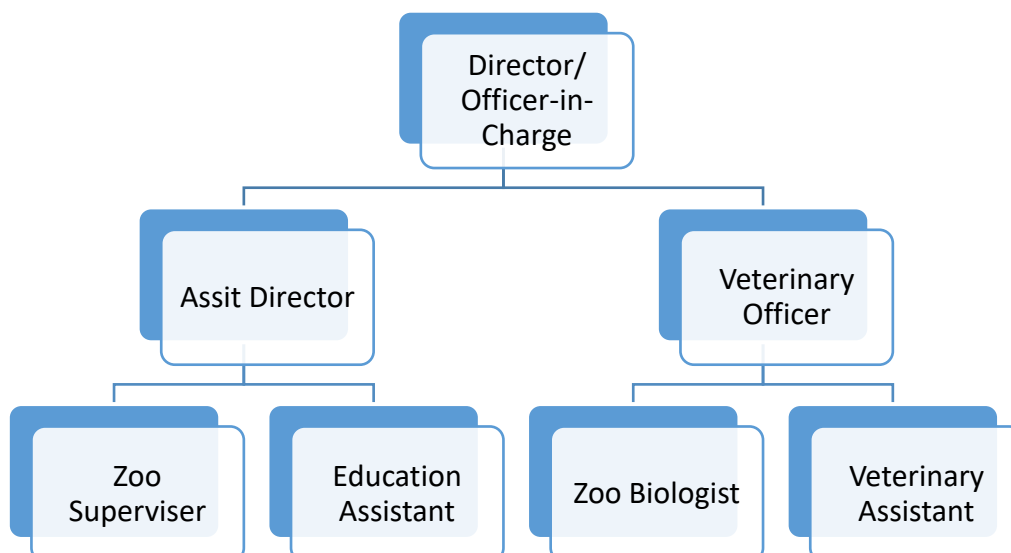 Director/
Officer-in-
Charge
Assit Director
Veterinary
Officer
Zoo
Superviser
Education
Assistant
Zoo Biologist
Veterinary
Assistant